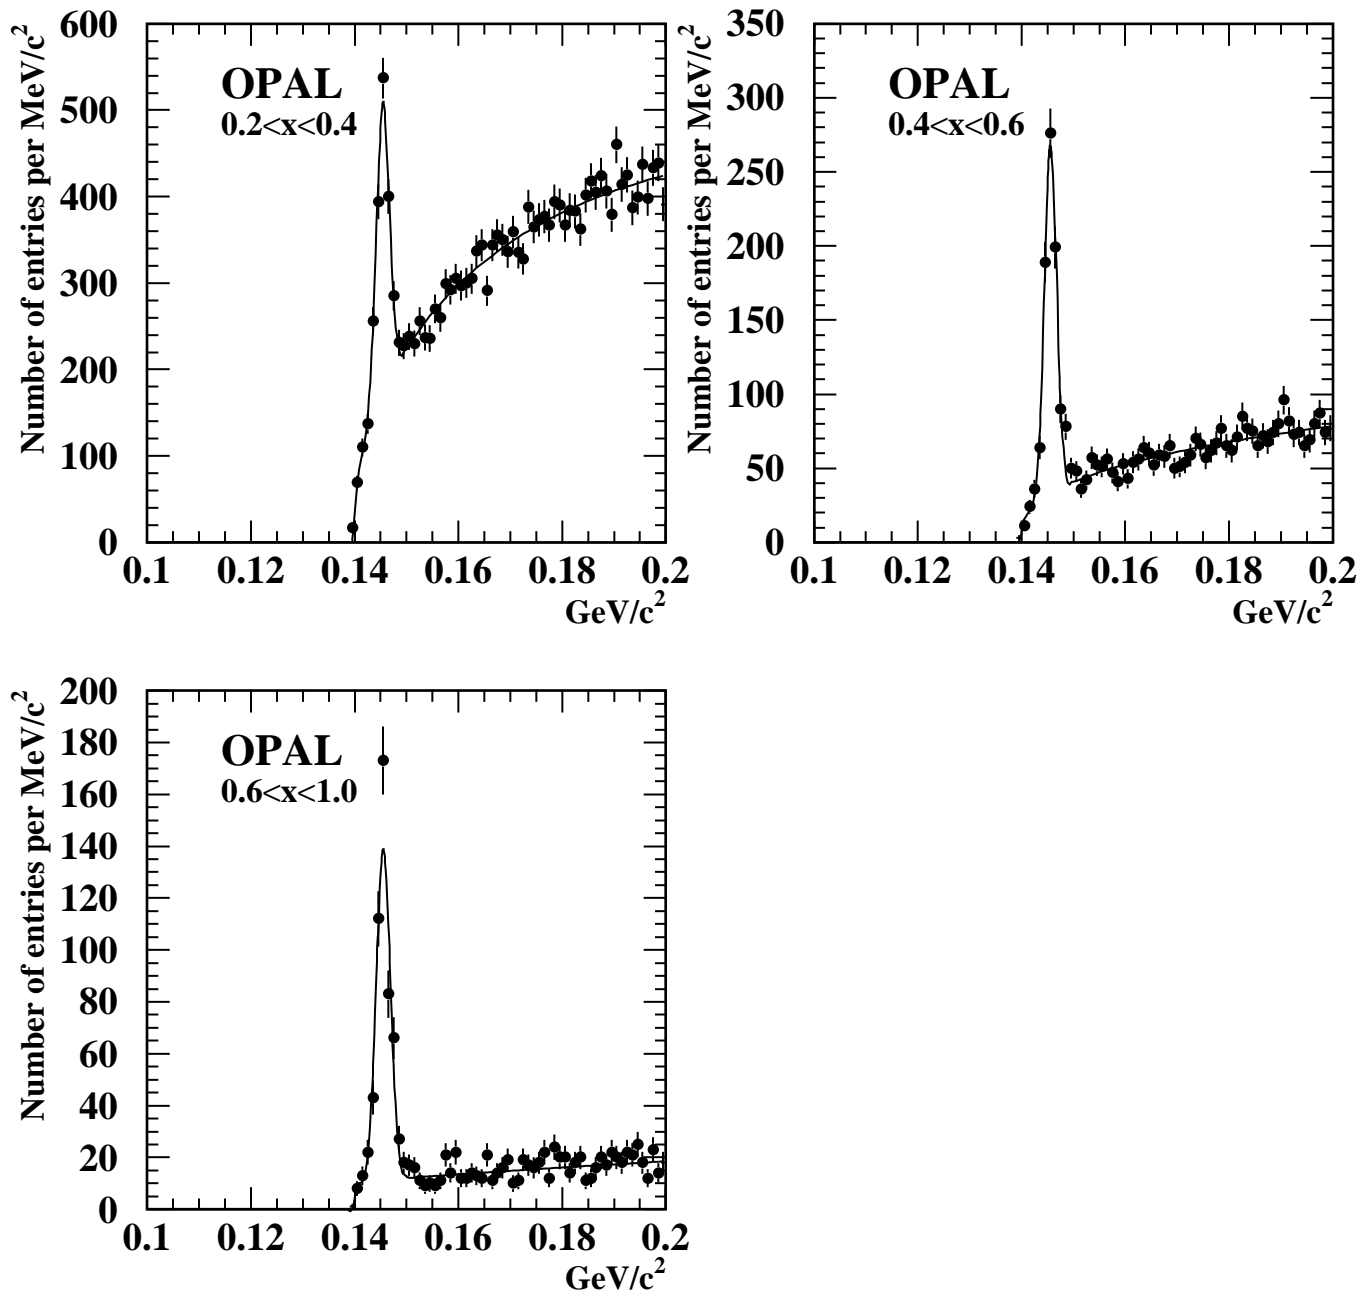 Number of entries per MeV/c²
600
500
400
300
200
100
0
OPAL
0.2<x<0.4
0.1 0.12 0.14 0.16 0.18 0.2
GeV/c²
Number of entries per MeV/c²
350
300
250
200
150
100
50
0
OPAL
0.4<x<0.6
0.1 0.12 0.14 0.16 0.18 0.2
GeV/c²
Number of entries per MeV/c²
200
180
160
140
120
100
80
60
40
20
0
OPAL
0.6<x<1.0
0.1 0.12 0.14 0.16 0.18 0.2
GeV/c²